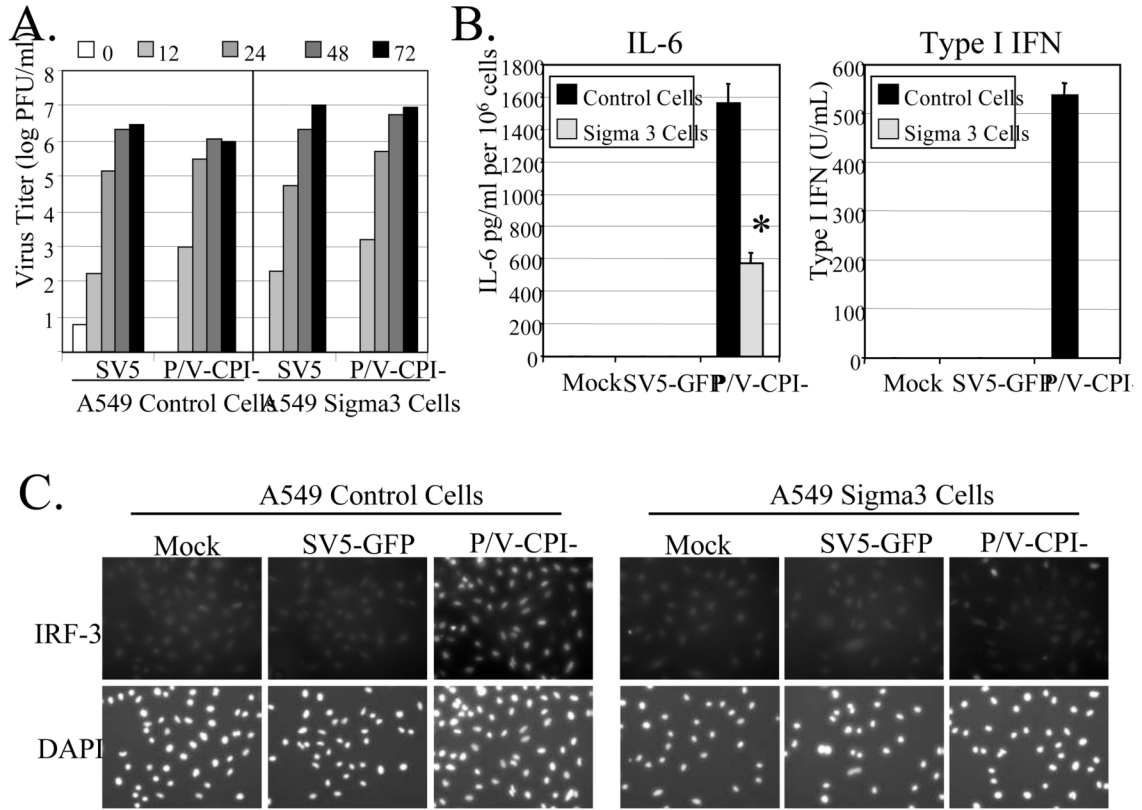 A.
0 12 24 48 72
Virus Titer (log PFU/ml)
8
7
6
5
4
3
2
1
SV5 P/V-CPI- SV5 P/V-CPI-
A549 Control Cells A549 Sigma3 Cells
B.
IL-6
IL-6 pg/ml per 10⁶ cells
1800
1600
1400
1200
1000
800
600
400
200
0
Control Cells
Sigma 3 Cells
*
Mock SV5-GFP P/V-CPI-
Type I IFN
Type I IFN (U/mL)
600
500
400
300
200
100
0
Control Cells
Sigma 3 Cells
Mock SV5-GFP P/V-CPI-
C.
A549 Control Cells A549 Sigma3 Cells
Mock SV5-GFP P/V-CPI- Mock SV5-GFP P/V-CPI-
IRF-3
DAPI